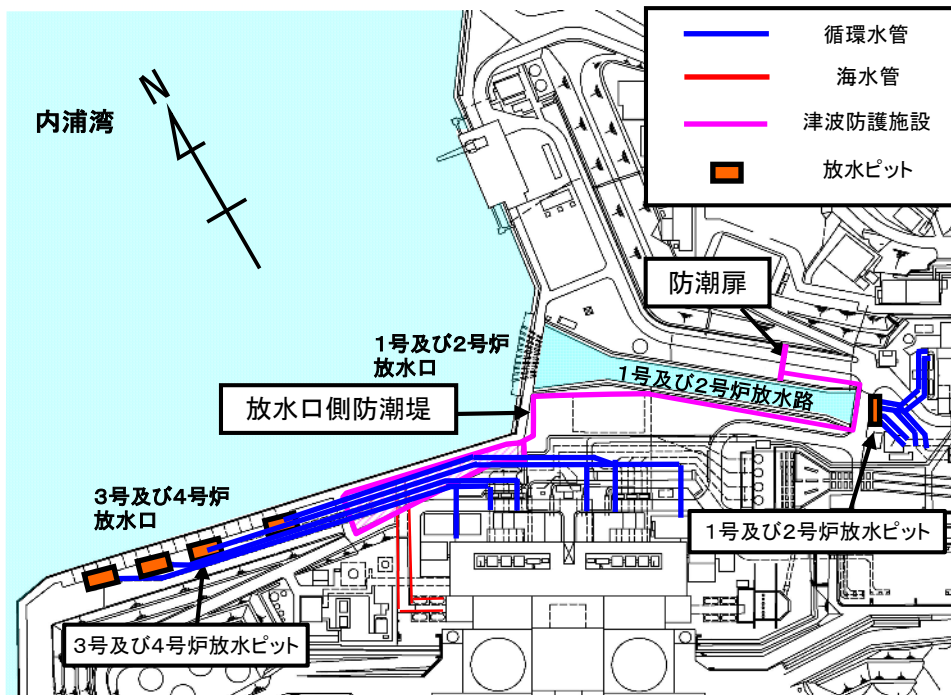 循環水管
海水管
津波防護施設
放水ピット
N
内浦湾
防潮扉
1号及び2号炉
放水口
1号及び2号炉放水路
放水口側防潮堤
3号及び4号炉
放水口
1号及び2号炉放水ピット
3号及び4号炉放水ピット